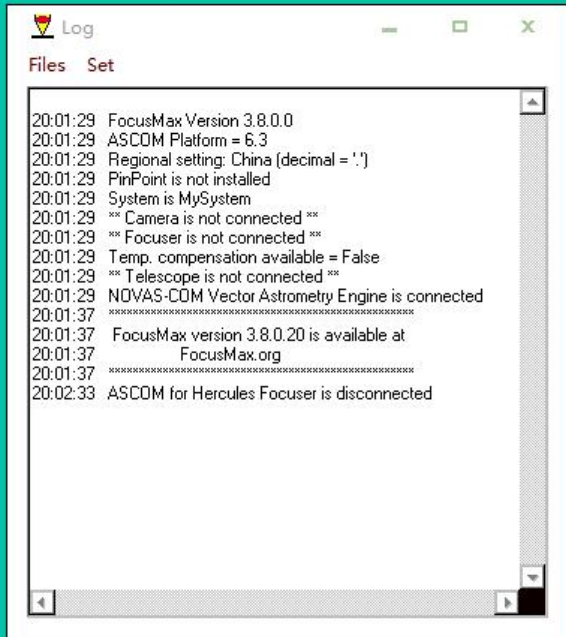 Log
Files Set
20:01:29 FocusMax Version 3.8.0.0
20:01:29 ASCOM Platform = 6.3
20:01:29 Regional setting: China (decimal = '.')
20:01:29 PinPoint is not installed
20:01:29 System is MySystem
20:01:29 ** Camera is not connected **
20:01:29 ** Focuser is not connected **
20:01:29 Temp. compensation available = False
20:01:29 ** Telescope is not connected **
20:01:29 NOVAS-COM Vector Astrometry Engine is connected
20:01:37 **************************************************
20:01:37 FocusMax version 3.8.0.20 is available at
20:01:37 FocusMax.org
20:01:37 **************************************************
20:02:33 ASCOM for Hercules Focuser is disconnected